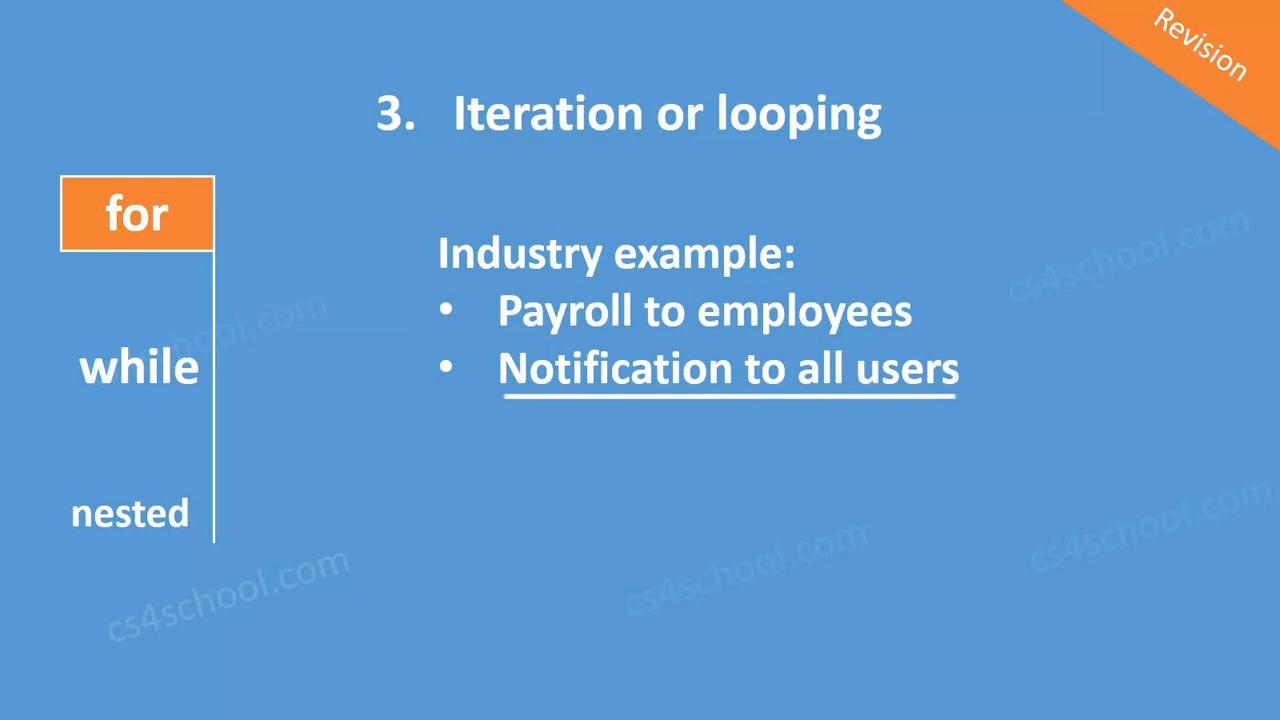 Revision
3. Iteration or looping
for
while
nested
Industry example:
• Payroll to employees
• Notification to all users
cs4school.com
hool.com
cs4school.com
cs4school.com
cs4school.com